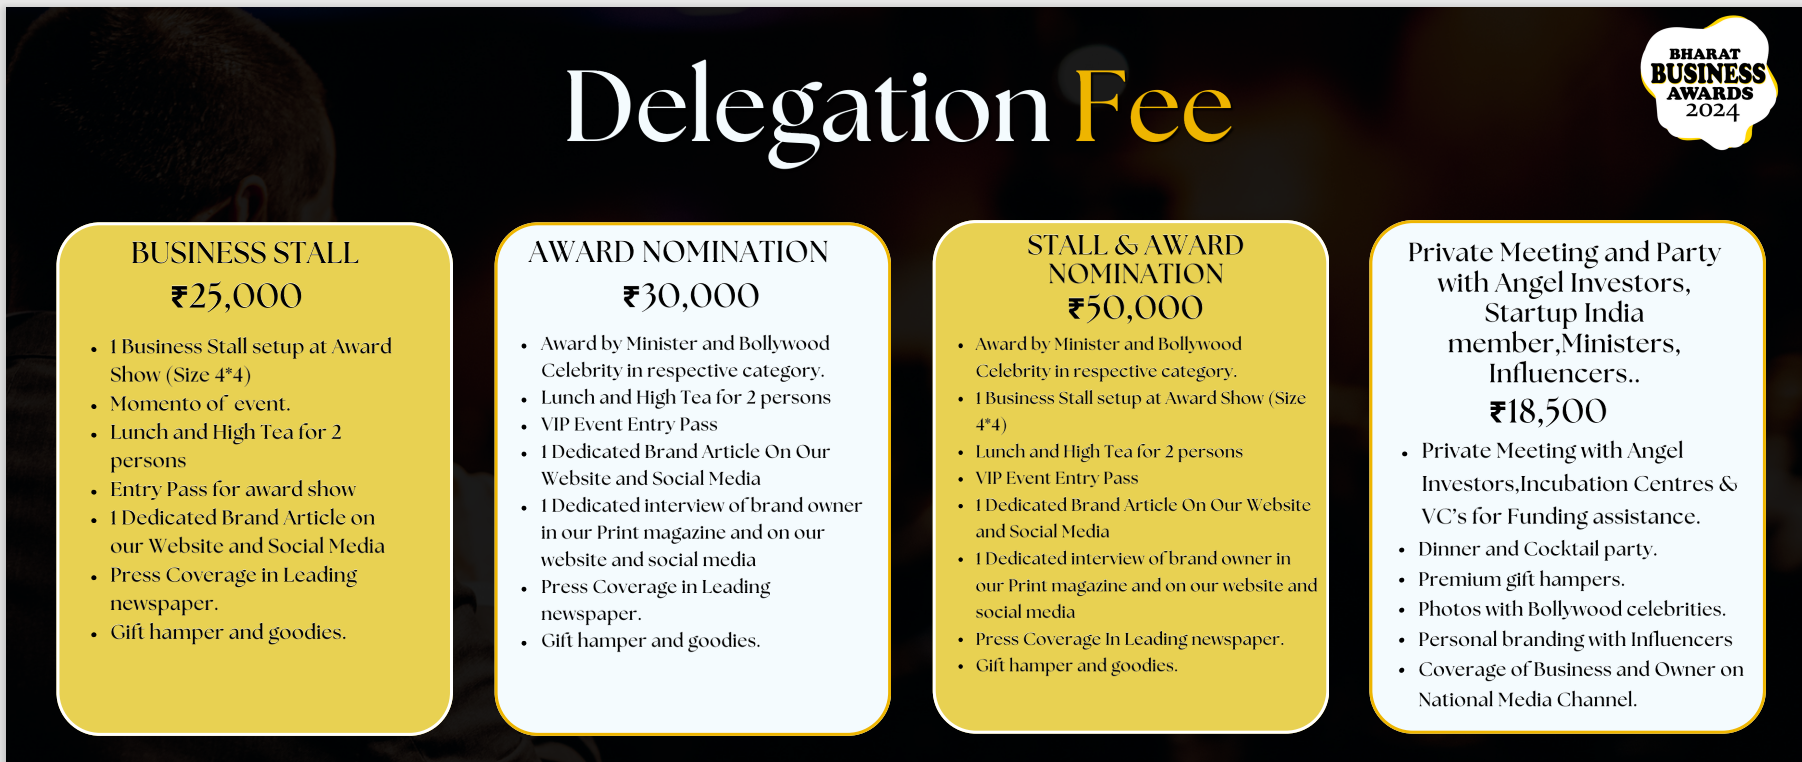 Delegation Fee
BHARAT
BUSINESS
AWARDS
2024
BUSINESS STALL
₹25,000
• 1 Business Stall setup at Award
Show (Size 4*4)
• Momento of event.
• Lunch and High Tea for 2
persons
• Entry Pass for award show
• 1 Dedicated Brand Article on
our Website and Social Media
• Press Coverage in Leading
newspaper.
• Gift hamper and goodies.
AWARD NOMINATION
₹30,000
• Award by Minister and Bollywood
Celebrity in respective category.
• Lunch and High Tea for 2 persons
• VIP Event Entry Pass
• 1 Dedicated Brand Article On Our
Website and Social Media
• 1 Dedicated interview of brand owner
in our Print magazine and on our
website and social media
• Press Coverage in Leading
newspaper.
• Gift hamper and goodies.
STALL & AWARD
NOMINATION
₹50,000
• Award by Minister and Bollywood
Celebrity in respective category.
• 1 Business Stall setup at Award Show (Size
4*4)
• Lunch and High Tea for 2 persons
• VIP Event Entry Pass
• 1 Dedicated Brand Article On Our Website
and Social Media
• 1 Dedicated interview of brand owner in
our Print magazine and on our website and
social media
• Press Coverage In Leading newspaper.
• Gift hamper and goodies.
Private Meeting and Party
with Angel Investors,
Startup India
member,Ministers,
Influencers..
₹18,500
• Private Meeting with Angel
Investors,Incubation Centres &
VC's for Funding assistance.
• Dinner and Cocktail party.
• Premium gift hampers.
• Photos with Bollywood celebrities.
• Personal branding with Influencers
• Coverage of Business and Owner on
National Media Channel.